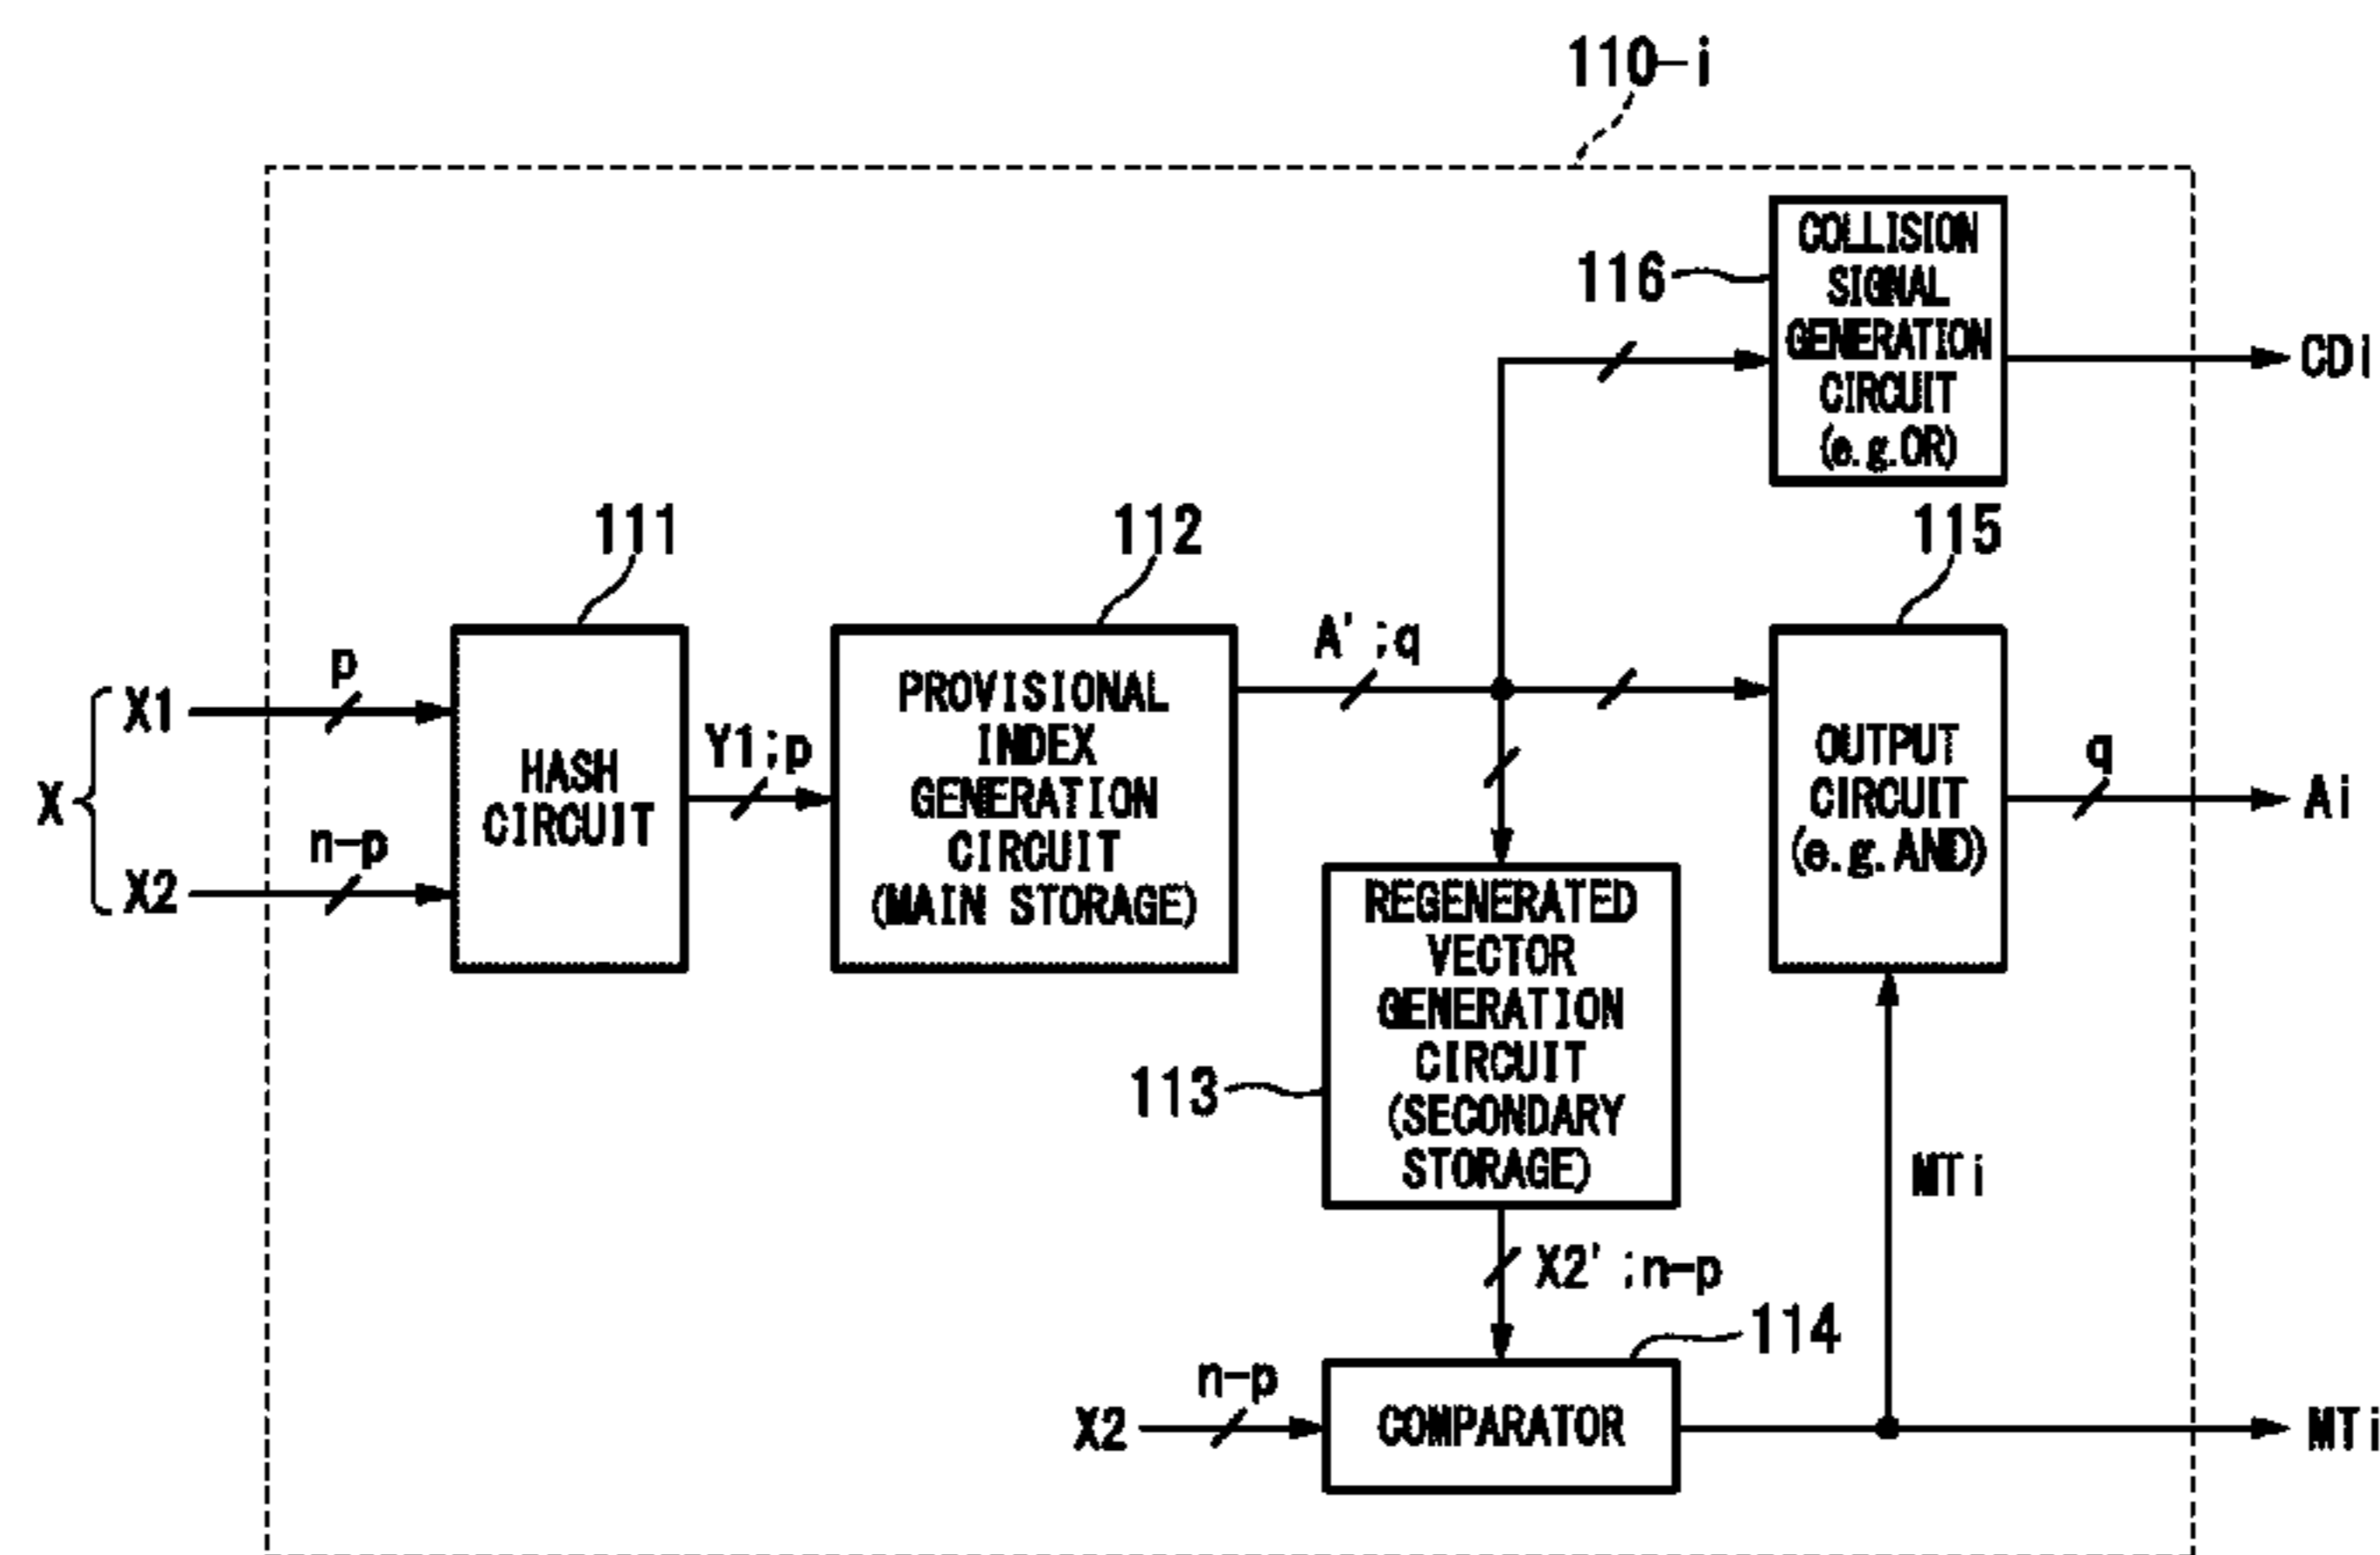 110-i
COLLISION
SIGNAL
GENERATION
CIRCUIT
(e.g.OR)
116
CDi
111
112
115
A';q
p
X1
X
X2
n-p
HASH
CIRCUIT
Y1;p
PROVISIONAL
INDEX
GENERATION
CIRCUIT
(MAIN STORAGE)
OUTPUT
CIRCUIT
(e.g.AND)
q
Ai
REGENERATED
VECTOR
GENERATION
CIRCUIT
(SECONDARY
STORAGE)
113
MTi
X2';n-p
114
n-p
X2
COMPARATOR
MTi